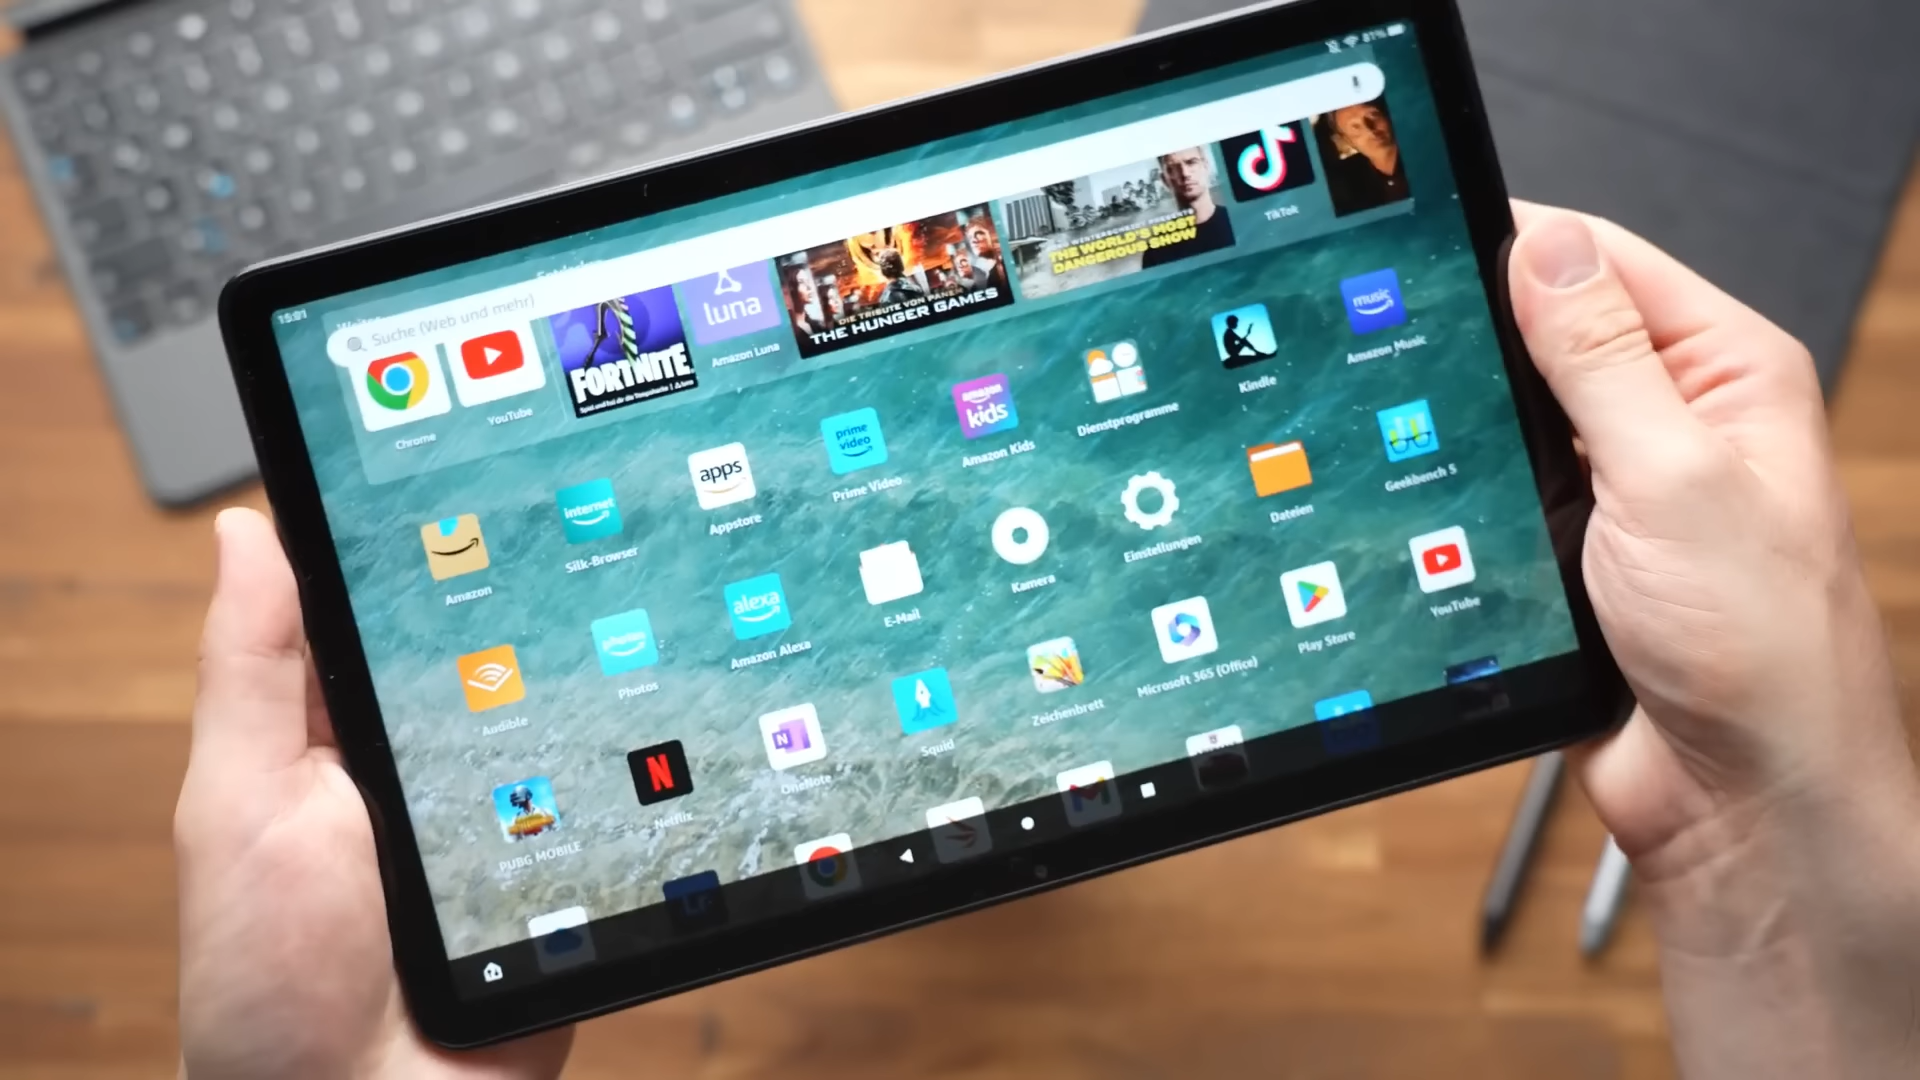 15:01
81%
Suche (Web und mehr)
Chrome
YouTube
FORTNITE
luna
Amazon Luna
DIE TRIBUTE VON PANEM
THE HUNGER GAMES
THE WORLD'S MOST
DANGEROUS SHOW
TikTok
Amazon
internet
Silk-Browser
apps
Appstore
prime
video
Prime Video
amazon
kids
Amazon Kids
Dienstprogramme
Kindle
music
Amazon Music
Audible
photos
Photos
alexa
Amazon Alexa
E-Mail
Kamera
Einstellungen
Dateien
Geekbench 5
PUBG MOBILE
N
Netflix
N
OneNote
Squid
Zeichenbrett
Microsoft 365 (Office)
Play Store
YouTube
Lr